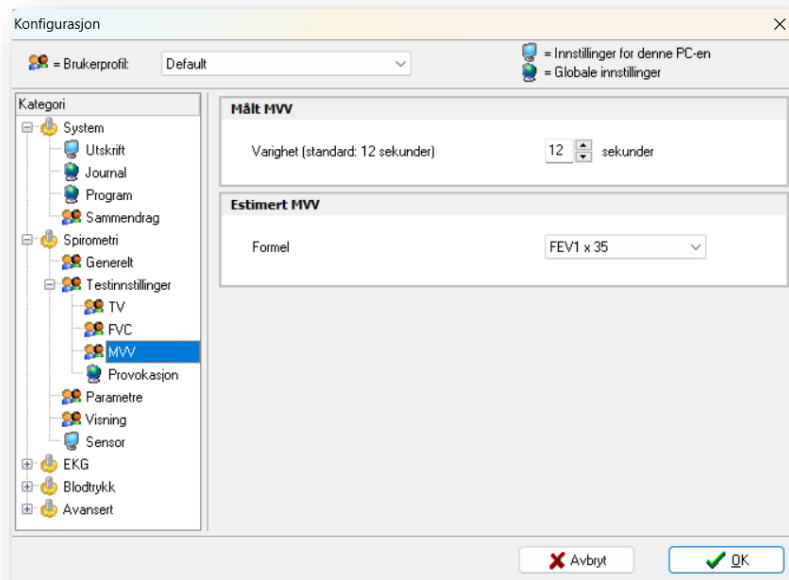 Konfigurasjon
= Brukerprofil:
Default
= Innstillinger for denne PC-en
= Globale innstillinger
Kategori
System
Utskrift
Journal
Program
Sammendrag
Spirometri
Generelt
Testinnstillinger
TV
FVC
MVV
Provokasjon
Parametre
Visning
Sensor
EKG
Blodtrykk
Avansert
Målt MVV
Varighet (standard: 12 sekunder)
12 sekunder
Estimert MVV
Formel
FEV1 x 35
Avbryt
OK